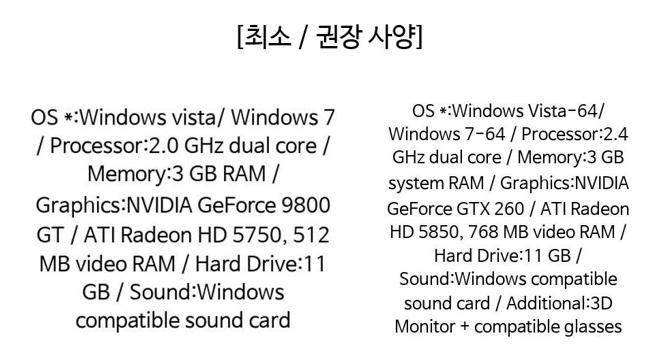 [최소 / 권장 사양]
OS *:Windows vista/ Windows 7
/ Processor:2.0 GHz dual core /
Memory:3 GB RAM /
Graphics:NVIDIA GeForce 9800
GT / ATI Radeon HD 5750, 512
MB video RAM / Hard Drive:11
GB / Sound:Windows
compatible sound card
OS *:Windows Vista-64/
Windows 7-64 / Processor:2.4
GHz dual core / Memory:3 GB
system RAM / Graphics:NVIDIA
GeForce GTX 260 / ATI Radeon
HD 5850, 768 MB video RAM /
Hard Drive:11 GB /
Sound:Windows compatible
sound card / Additional:3D
Monitor + compatible glasses